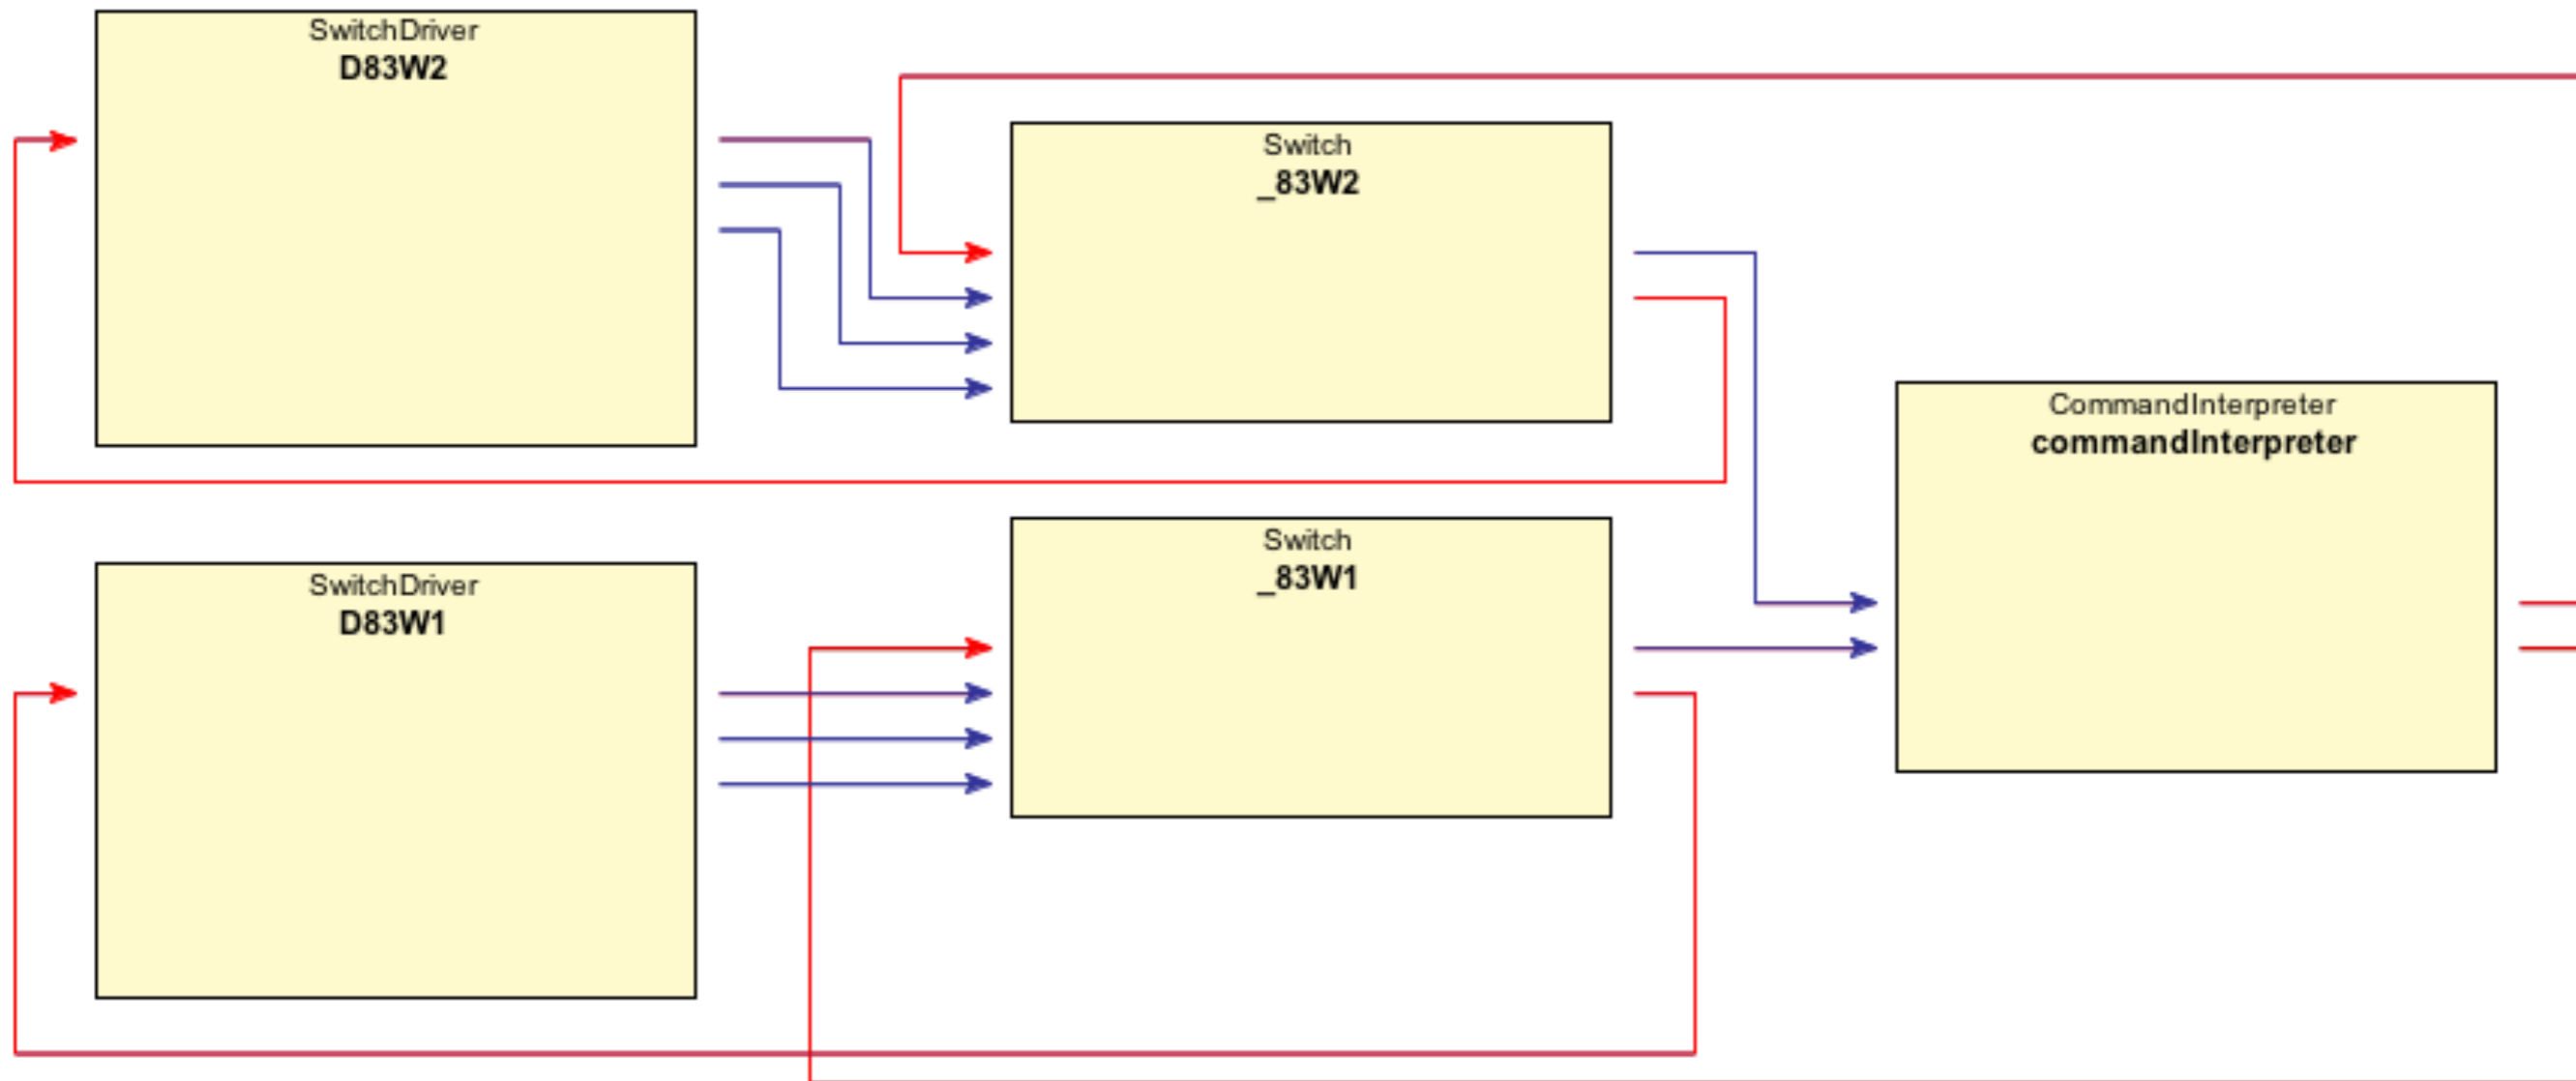 SwitchDriver
D83W2
Switch
_83W2
CommandInterpreter
commandInterpreter
Switch
_83W1
SwitchDriver
D83W1